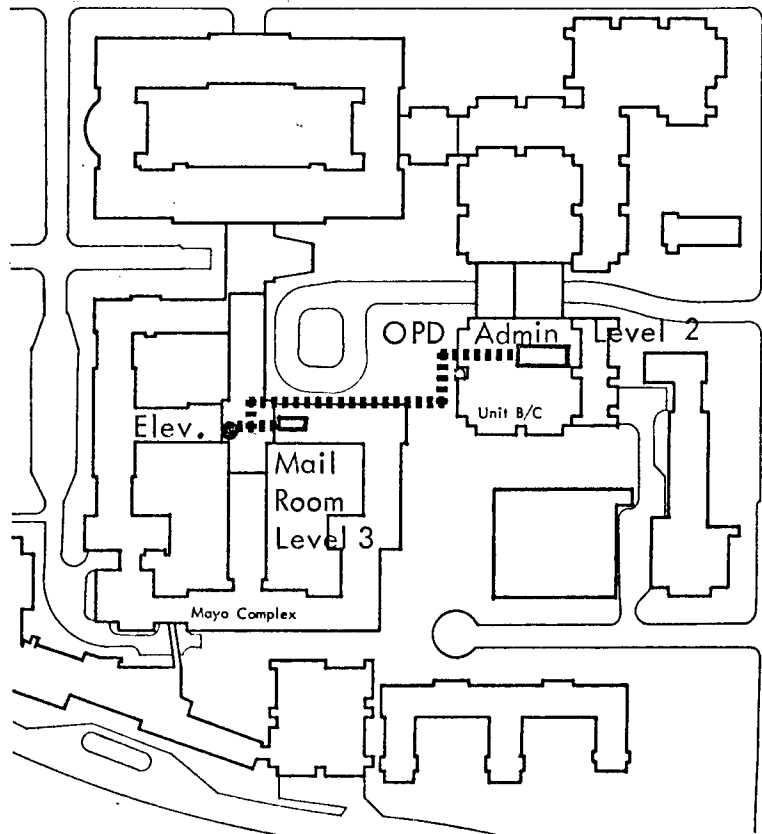 OPD Admin Level 2
Unit B/C
Elev.
Mail
Room
Level 3
Mayo Complex